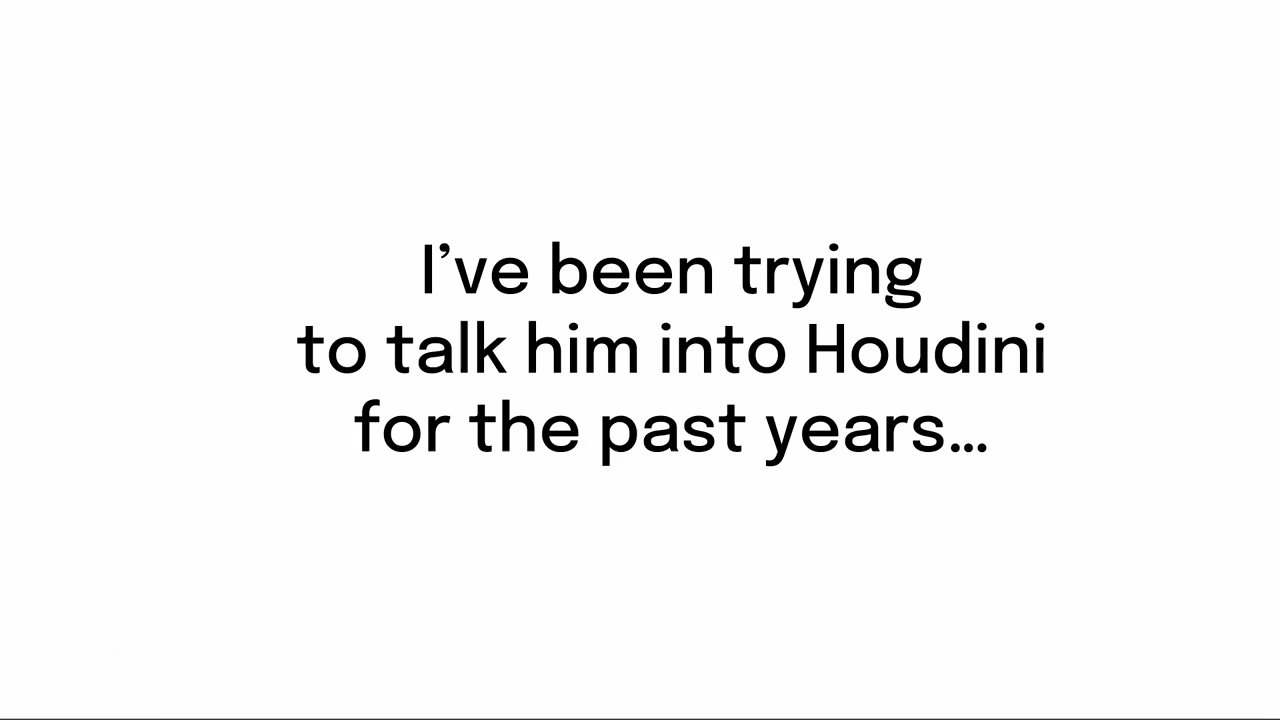 I’ve been trying
to talk him into Houdini
for the past years…